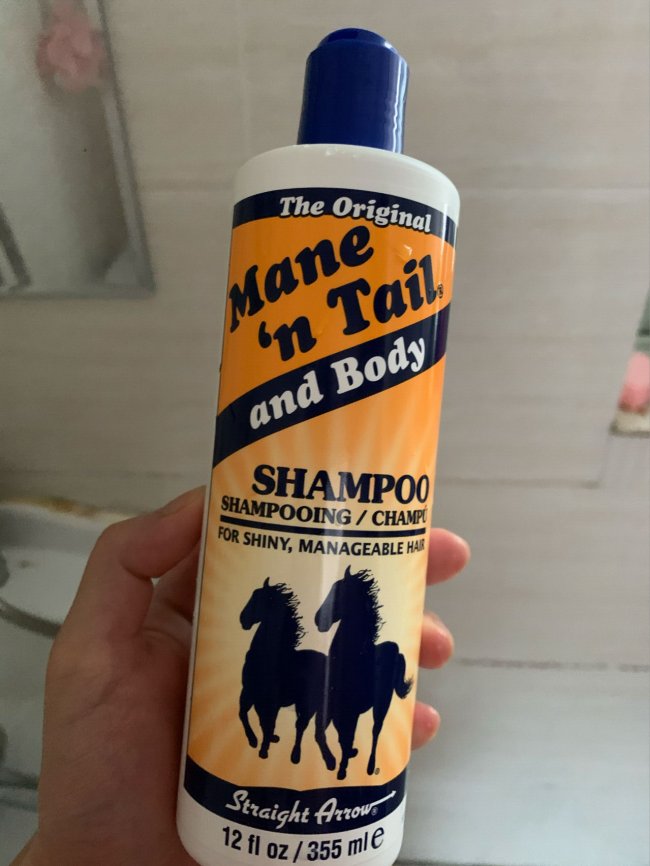 The Original
Mane
'n Tail®
and Body
SHAMPOO
SHAMPOOING / CHAMPÚ
FOR SHINY, MANAGEABLE HAIR
Straight Arrow®
12 fl oz / 355 ml e